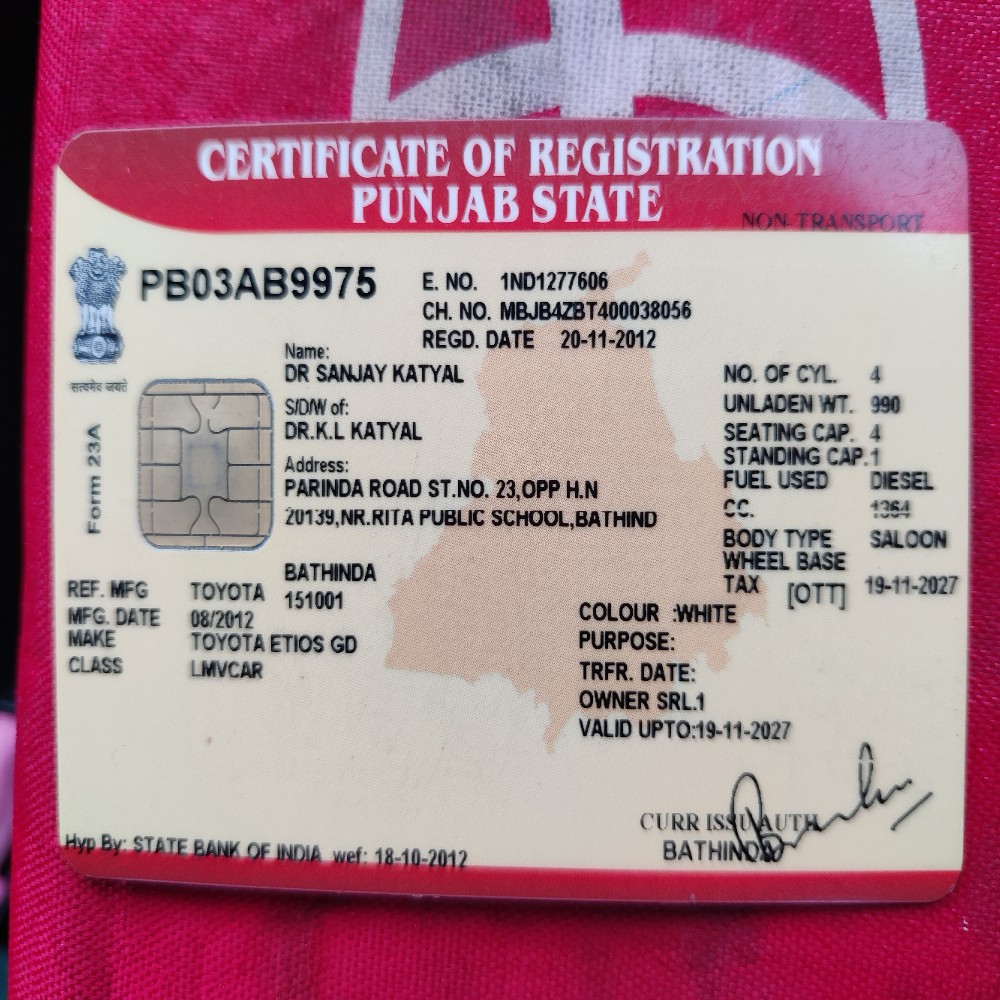 CERTIFICATE OF REGISTRATION
PUNJAB STATE
NON-TRANSPORT
PB03AB9975
E. NO. 1ND1277606
CH. NO. MBJB4ZBT400038056
REGD. DATE 20-11-2012
सत्यमेव जयते
Form 23A
Name:
DR SANJAY KATYAL
S/D/W of:
DR.K.L KATYAL
Address:
PARINDA ROAD ST.NO. 23,OPP H.N
20139,NR.RITA PUBLIC SCHOOL,BATHIND
BATHINDA
151001
NO. OF CYL. 4
UNLADEN WT. 990
SEATING CAP. 4
STANDING CAP.1
FUEL USED DIESEL
CC. 1364
BODY TYPE SALOON
WHEEL BASE
TAX [OTT] 19-11-2027
REF. MFG TOYOTA
MFG. DATE 08/2012
MAKE TOYOTA ETIOS GD
CLASS LMVCAR
COLOUR :WHITE
PURPOSE:
TRFR. DATE:
OWNER SRL.1
VALID UPTO:19-11-2027
CURR ISSU AUTH
BATHINDA
Hyp By: STATE BANK OF INDIA wef: 18-10-2012